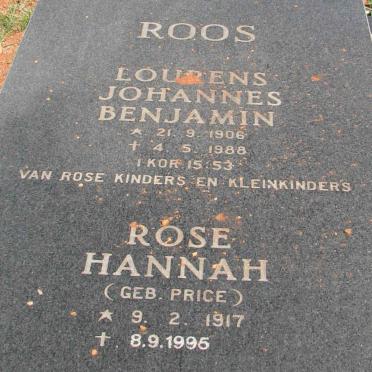 ROOS
LOURENS
JOHANNES
BENJAMIN
* 21.9.1906
† 4.5.1988
I KOR 15:53
VAN ROSE KINDERS EN KLEINKINDERS
ROSE
HANNAH
(GEB. PRICE)
* 9.2.1917
† 8.9.1995